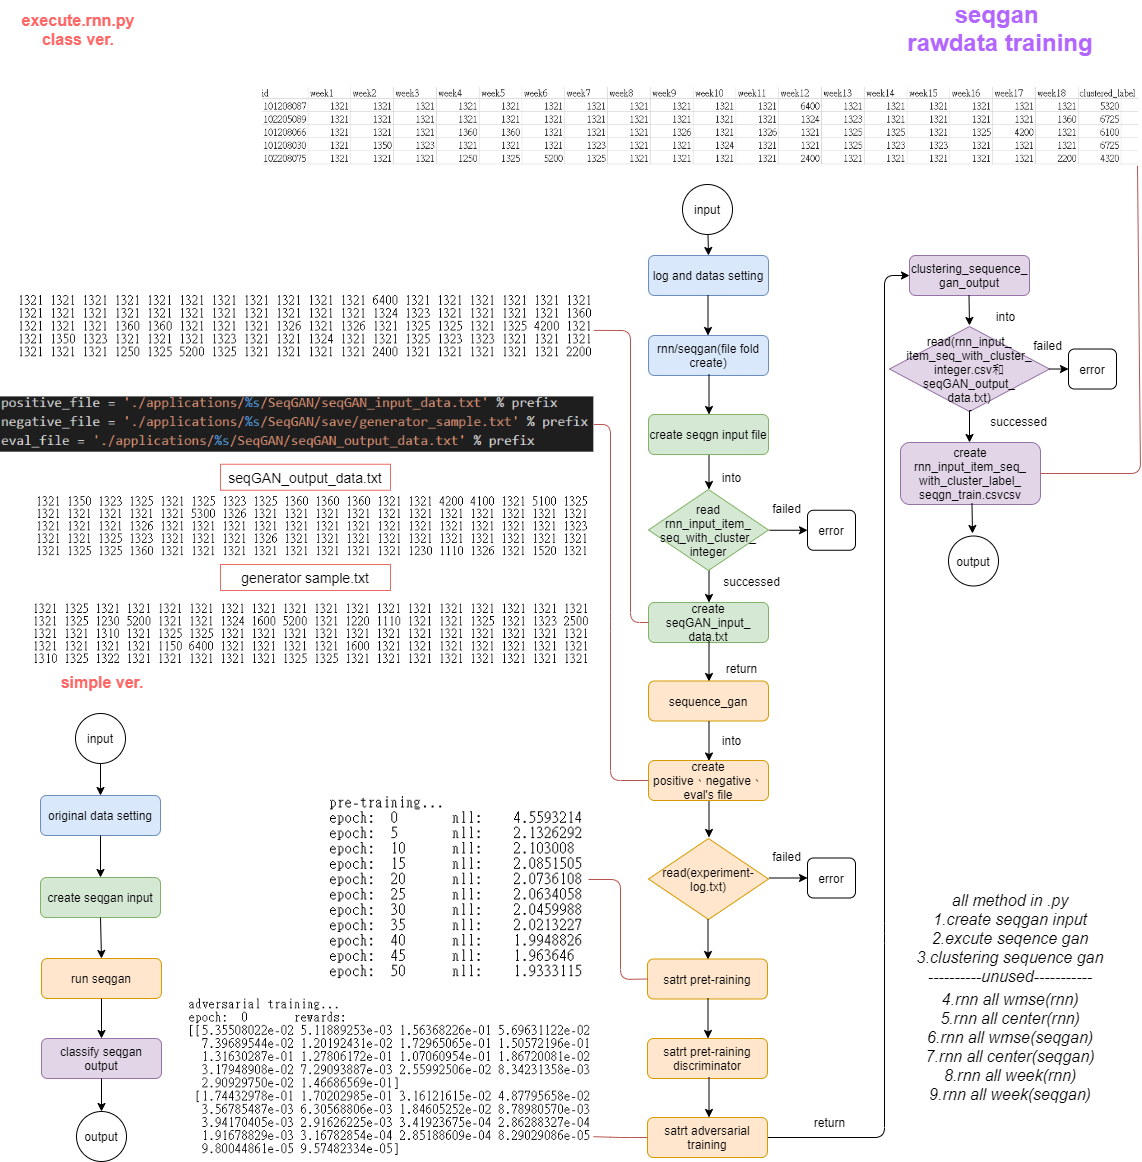 execute.rnn.py
class ver.
seqgan
rawdata training
id week1 week2 week3 week4 week5 week6 week7 week8 week9 week10 week11 week12 week13 week14 week15 week16 week17 week18 clustered_label
101208087 1321 1321 1321 1321 1321 1321 1321 1321 1321 1321 1321 6400 1321 1321 1321 1321 1321 1321 5320
102205089 1321 1321 1321 1321 1321 1321 1321 1321 1321 1321 1321 1324 1323 1321 1321 1321 1321 1360 6725
101208066 1321 1321 1321 1360 1360 1321 1321 1321 1326 1321 1326 1321 1325 1325 1321 1325 4200 1321 6100
101208030 1321 1350 1323 1321 1321 1321 1323 1321 1321 1324 1321 1321 1325 1323 1323 1321 1321 1321 6725
102208075 1321 1321 1321 1250 1325 5200 1325 1321 1321 1321 1321 2400 1321 1321 1321 1321 1321 2200 4320
input
log and datas setting
rnn/seqgan(file fold
create)
create seqgn input file
into
read
rnn_input_item_
seq_with_cluster_
integer
failed
error
successed
create
seqGAN_input_
data.txt
return
sequence_gan
into
create
positive、negative、
eval's file
read(experiment-
log.txt)
failed
error
satrt pret-raining
satrt pret-raining
discriminator
satrt adversarial
training
return
clustering_sequence_
gan_output
into
read(rnn_input_
item_seq_with_cluster_
integer.csv和
seqGAN_output_
data.txt)
failed
error
successed
create
rnn_input_item_seq_
with_cluster_label_
seqgn_train.csvcsv
output
1321 1321 1321 1321 1321 1321 1321 1321 1321 1321 1321 6400 1321 1321 1321 1321 1321 1321
1321 1321 1321 1321 1321 1321 1321 1321 1321 1321 1321 1324 1323 1321 1321 1321 1321 1360
1321 1321 1321 1360 1360 1321 1321 1321 1326 1321 1326 1321 1325 1325 1321 1325 4200 1321
1321 1350 1323 1321 1321 1321 1323 1321 1321 1324 1321 1321 1325 1323 1323 1321 1321 1321
1321 1321 1321 1250 1325 5200 1325 1321 1321 1321 1321 2400 1321 1321 1321 1321 1321 2200
positive_file = './applications/%s/SeqGAN/seqGAN_input_data.txt' % prefix
negative_file = './applications/%s/SeqGAN/save/generator_sample.txt' % prefix
eval_file = './applications/%s/SeqGAN/seqGAN_output_data.txt' % prefix
seqGAN_output_data.txt
1321 1350 1323 1325 1321 1325 1323 1325 1360 1360 1360 1321 1321 4200 4100 1321 5100 1325
1321 1321 1321 1321 1321 5300 1326 1321 1321 1321 1321 1321 1321 1321 1321 1321 1321 1321
1321 1321 1321 1326 1321 1321 1321 1321 1321 1321 1321 1321 1321 1321 1321 1321 1321 1323
1321 1321 1325 1323 1321 1321 1321 1326 1321 1321 1321 1321 1321 1321 1321 1321 1321 1321
1321 1325 1325 1360 1321 1321 1321 1321 1321 1321 1321 1321 1230 1110 1326 1321 1520 1321
generator sample.txt
1321 1325 1321 1321 1321 1321 1321 1321 1321 1321 1321 1321 1321 1321 1321 1321 1321 1321
1321 1325 1230 5200 1321 1321 1324 1600 5200 1321 1220 1110 1321 1321 1325 1321 1323 2500
1321 1321 1310 1321 1325 1325 1321 1321 1321 1321 1321 1321 1321 1321 1321 1321 1321 1321
1321 1321 1321 1321 1150 6400 1321 1321 1321 1321 1600 1321 1321 1321 1321 1321 1321 1321
1310 1325 1322 1321 1321 1321 1321 1321 1325 1325 1321 1321 1321 1321 1321 1321 1321 1321
simple ver.
input
original data setting
create seqgan input
run seqgan
classify seqgan
output
output
pre-training...
epoch: 0 nll: 4.5593214
epoch: 5 nll: 2.1326292
epoch: 10 nll: 2.103008
epoch: 15 nll: 2.0851505
epoch: 20 nll: 2.0736108
epoch: 25 nll: 2.0634058
epoch: 30 nll: 2.0459988
epoch: 35 nll: 2.0213227
epoch: 40 nll: 1.9948826
epoch: 45 nll: 1.963646
epoch: 50 nll: 1.9333115
adversarial training...
epoch: 0 rewards:
[[5.35508022e-02 5.11889253e-03 1.56368226e-01 5.69631122e-02
7.39689544e-02 1.20192431e-02 1.72965065e-01 1.50572196e-01
1.31630287e-01 1.27806172e-01 1.07060954e-01 1.86720081e-02
3.17948908e-02 7.29093887e-03 2.55992506e-02 8.34231358e-03
2.90929750e-02 1.46686569e-01]
[1.74432978e-01 1.70202985e-01 3.16121615e-02 4.87795658e-02
3.56785487e-03 6.30568806e-03 1.84605252e-02 8.78980570e-03
3.94170405e-03 2.91626225e-03 3.41923675e-04 2.86288327e-04
1.91678829e-03 3.16782854e-04 2.85188609e-04 8.29029086e-05
9.80044861e-05 9.57482334e-05]
all method in .py
1.create seqgan input
2.excute seqence gan
3.clustering sequence gan
----------unused-----------
4.rnn all wmse(rnn)
5.rnn all center(rnn)
6.rnn all wmse(seqgan)
7.rnn all center(seqgan)
8.rnn all week(rnn)
9.rnn all week(seqgan)